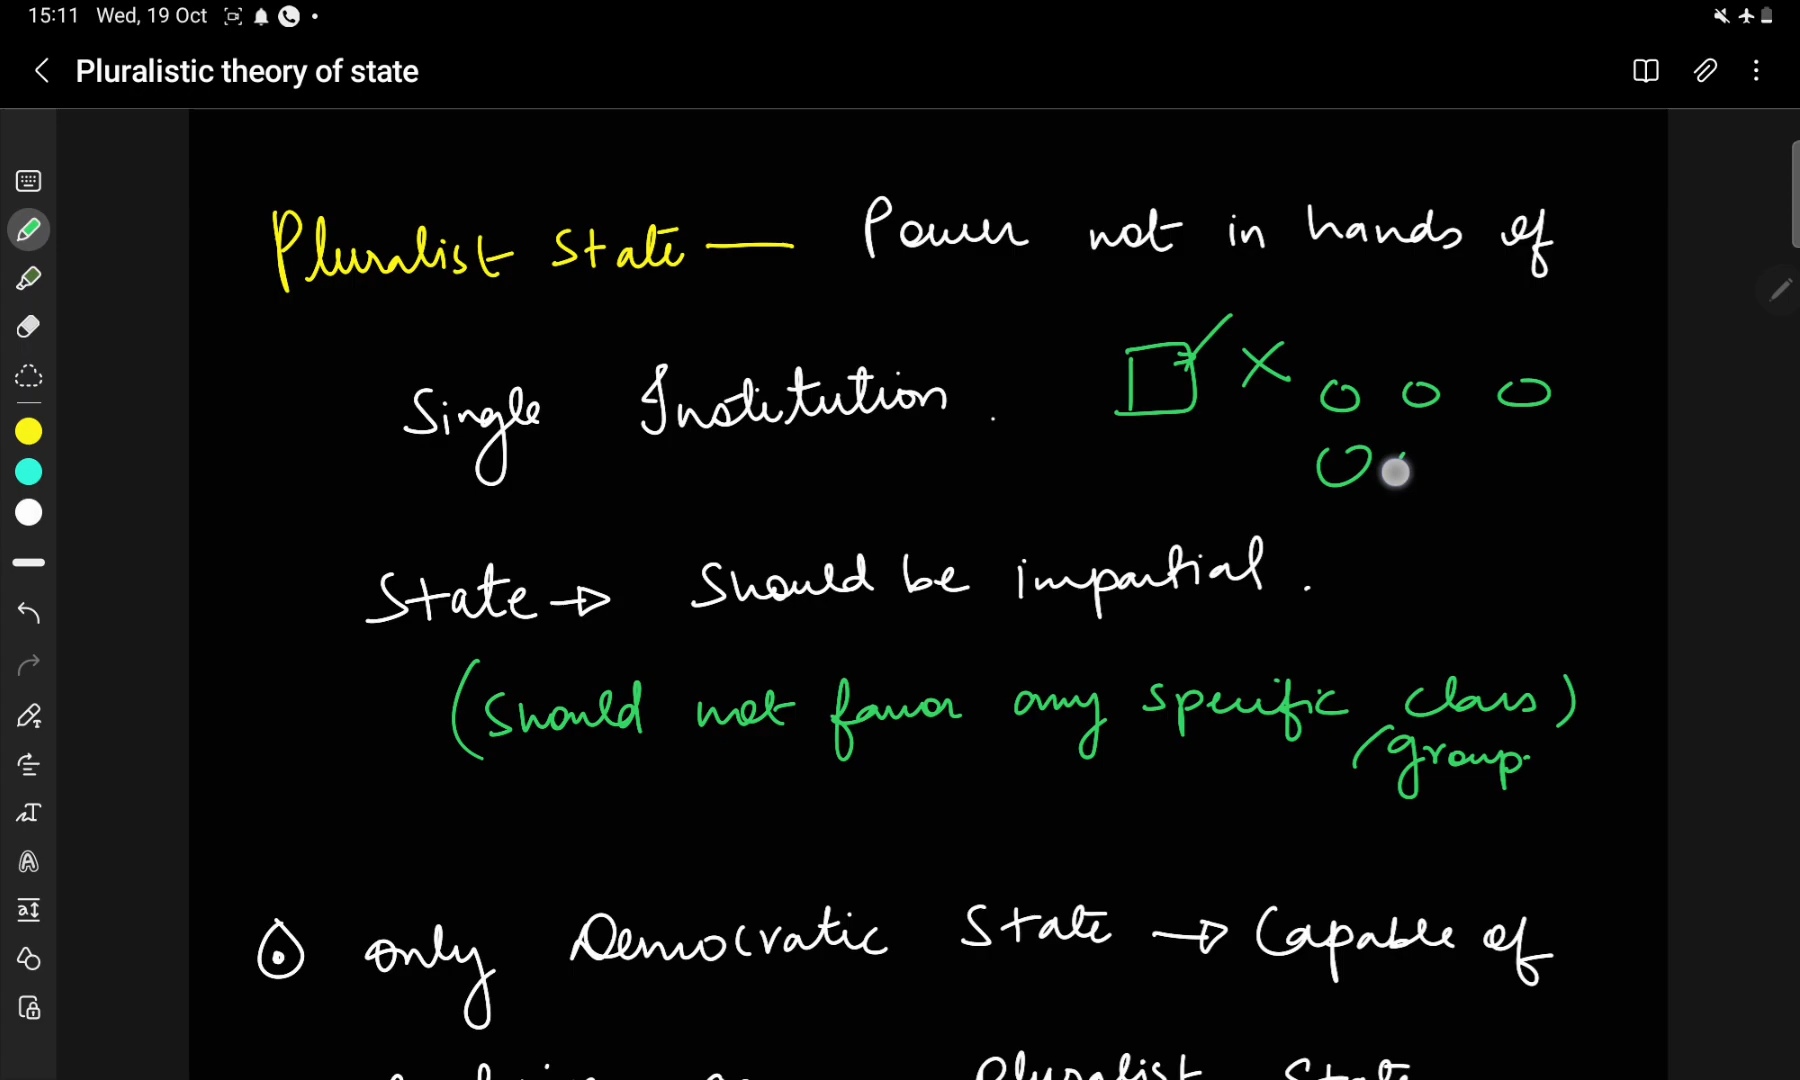 15:11 Wed, 19 Oct
Pluralistic theory of state
Pluralist State — Power not in hands of
Single Institution.
State → Should be impartial.
(Should not favor any specific class)
/group.
⊙ only Democratic State → Capable of
Pluralist State